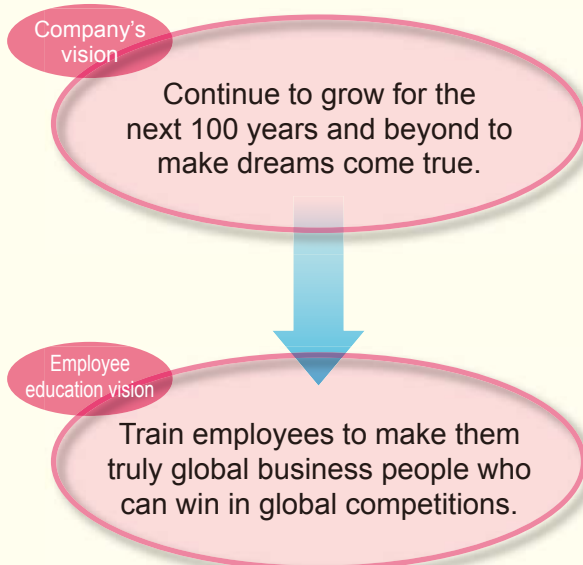 Company’s
vision
Continue to grow for the
next 100 years and beyond to
make dreams come true.
Employee
education vision
Train employees to make them
truly global business people who
can win in global competitions.